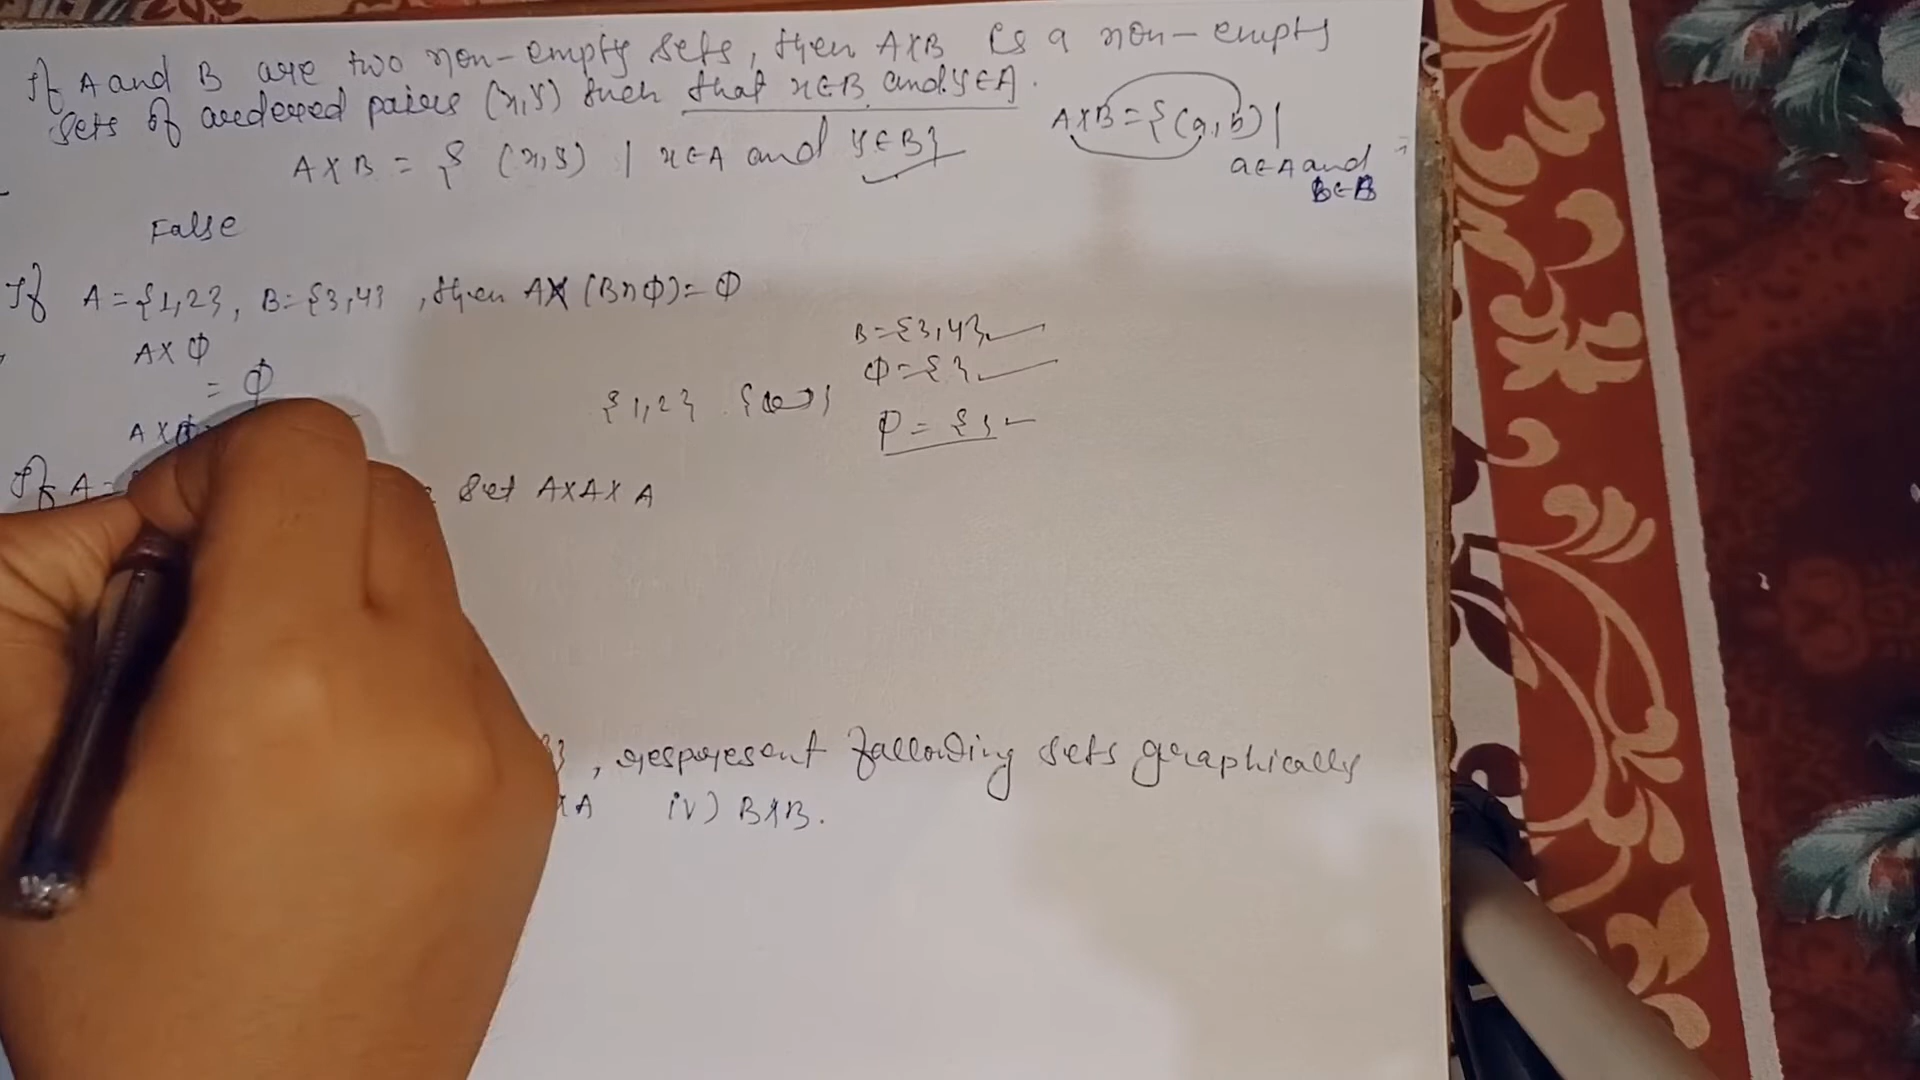 If A and B are two non-empty sets, then A×B is a non-empty
sets of ordered pairs (x,y) such that x∈B and y∈A.
A×B = {(a,b)|
a∈A and
b∈B
A×B = { (x,y) | x∈A and y∈B}
False
If A={1,2}, B={3,4}, then A×(B∩Φ)=Φ
A×Φ
= Φ
B={3,4}
Φ={ }
{1,2} {
Φ={ }
A×
If A= set A×A×A
, respresent following sets graphically
×A iv) B×B.